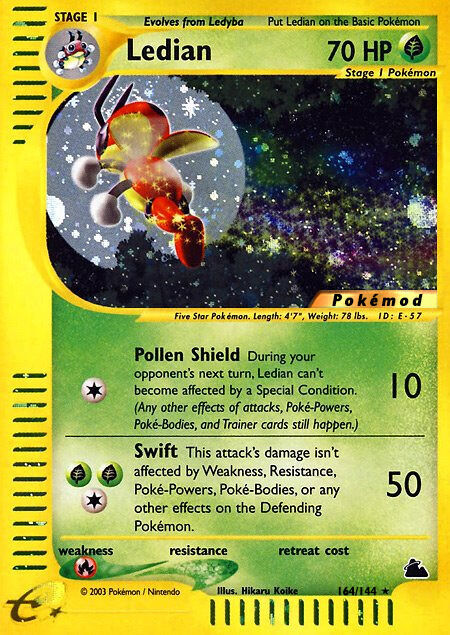 STAGE 1
Evolves from Ledyba
Put Ledian on the Basic Pokémon
Ledian
70 HP
Stage 1 Pokémon
Pokémod
Five Star Pokémon. Length: 4'7", Weight: 78 lbs. ID: E-57
Pollen Shield During your
opponent's next turn, Ledian can't
become affected by a Special Condition.
(Any other effects of attacks, Poké-Powers,
Poké-Bodies, and Trainer cards still happen.)
10
Swift This attack's damage isn't
affected by Weakness, Resistance,
Poké-Powers, Poké-Bodies, or any
other effects on the Defending
Pokémon.
50
weakness
resistance
retreat cost
© 2003 Pokémon / Nintendo
Illus. Hikaru Koike
164/144 ★
e